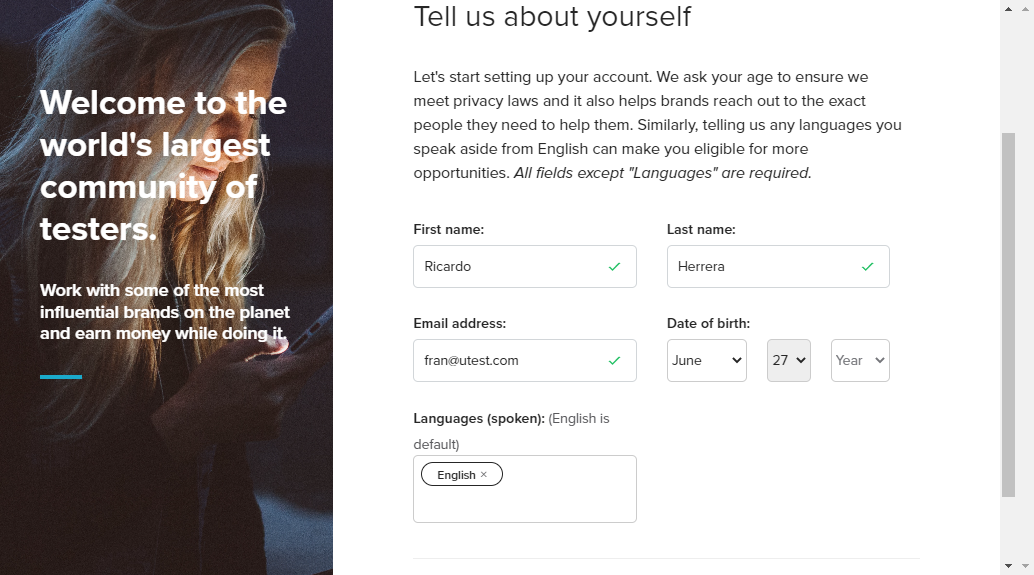 Welcome to the
world's largest
community of
testers.
Work with some of the most
influential brands on the planet
and earn money while doing it.
Tell us about yourself
Let's start setting up your account. We ask your age to ensure we
meet privacy laws and it also helps brands reach out to the exact
people they need to help them. Similarly, telling us any languages you
speak aside from English can make you eligible for more
opportunities. All fields except "Languages" are required.
First name:
Ricardo
Last name:
Herrera
Email address:
fran@utest.com
Date of birth:
June 27 Year
Languages (spoken): (English is
default)
English ×